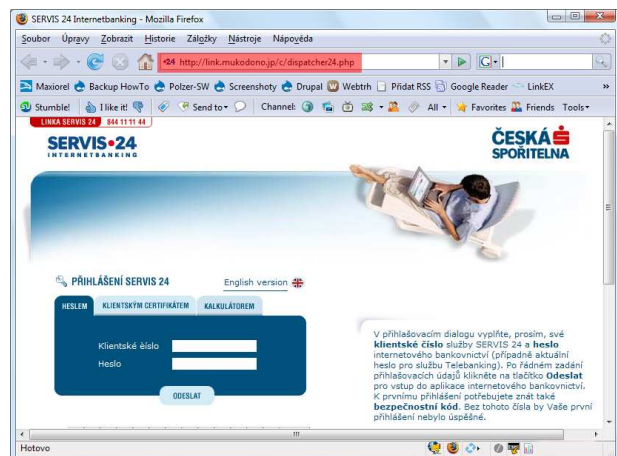 SERVIS 24 Internetbanking - Mozilla Firefox
Soubor Úpravy Zobrazit Historie Záložky Nástroje Nápověda
24 http://link.mukodono.jp/c/dispatcher24.php G
Maxiorel Backup HowTo Polzer-SW Screenshoty Drupal Webtrh Přidat RSS Google Reader LinkEX »
Stumble! I like it! Send to Channel: All Favorites Friends Tools
LINKA SERVIS 24 844 11 11 44
SERVIS 24
INTERNETBANKING
ČESKÁ
SPOŘITELNA
PŘIHLÁŠENÍ SERVIS 24 English version
HESLEM KLIENTSKÝM CERTIFIKÁTEM KALKULÁTOREM
Klientské èíslo
Heslo
ODESLAT
V přihlašovacím dialogu vyplňte, prosím, své
klientské číslo služby SERVIS 24 a heslo
internetového bankovnictví (případně aktuální
heslo pro službu Telebanking). Po řádném zadání
přihlašovacích údajů klikněte na tlačítko Odeslat
pro vstup do aplikace internetového bankovnictví.
K prvnímu přihlášení potřebujete znát také
bezpečnostní kód. Bez tohoto čísla by Vaše první
přihlášení nebylo úspěšné.
Hotovo